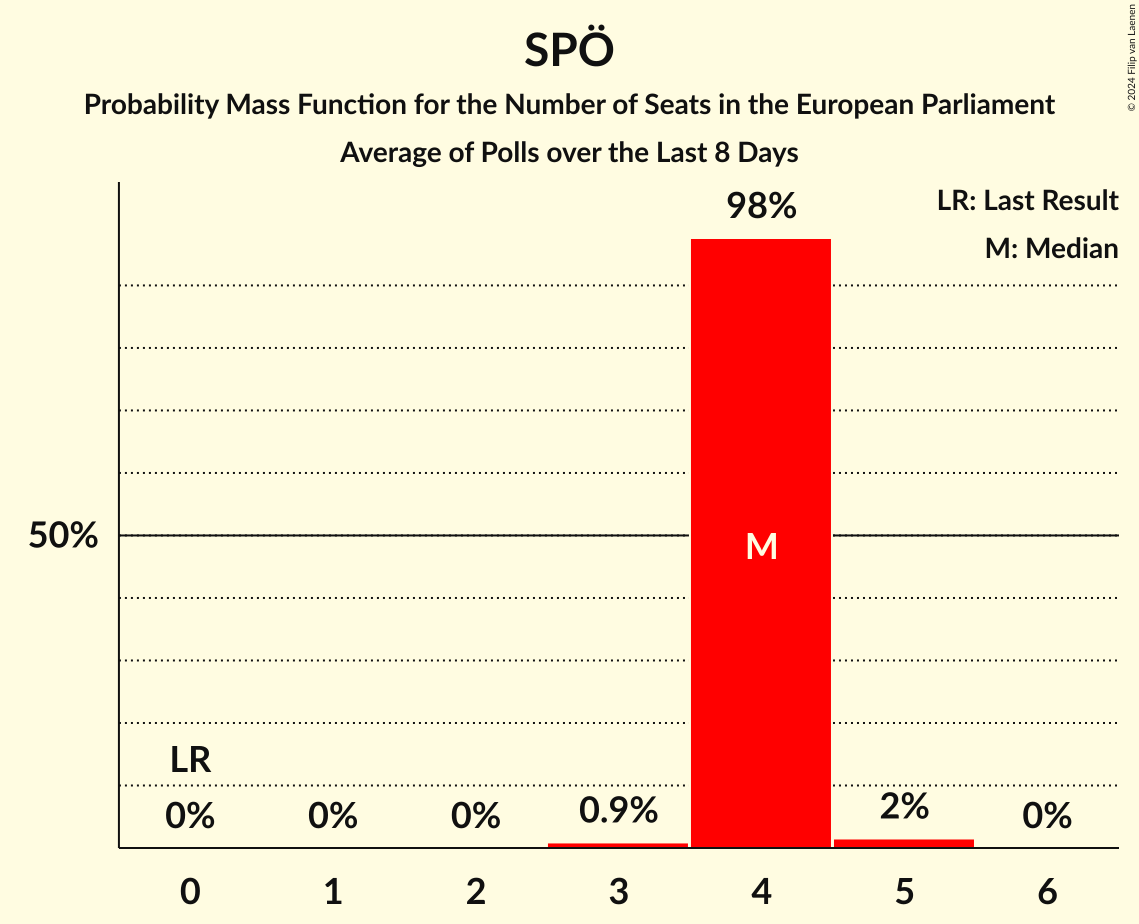 SPÖ
Probability Mass Function for the Number of Seats in the European Parliament
Average of Polls over the Last 8 Days
© 2024 Filip van Laenen
LR: Last Result
M: Median
98%
50%
M
LR
0%
0%
0%
0.9%
2%
0%
0
1
2
3
4
5
6